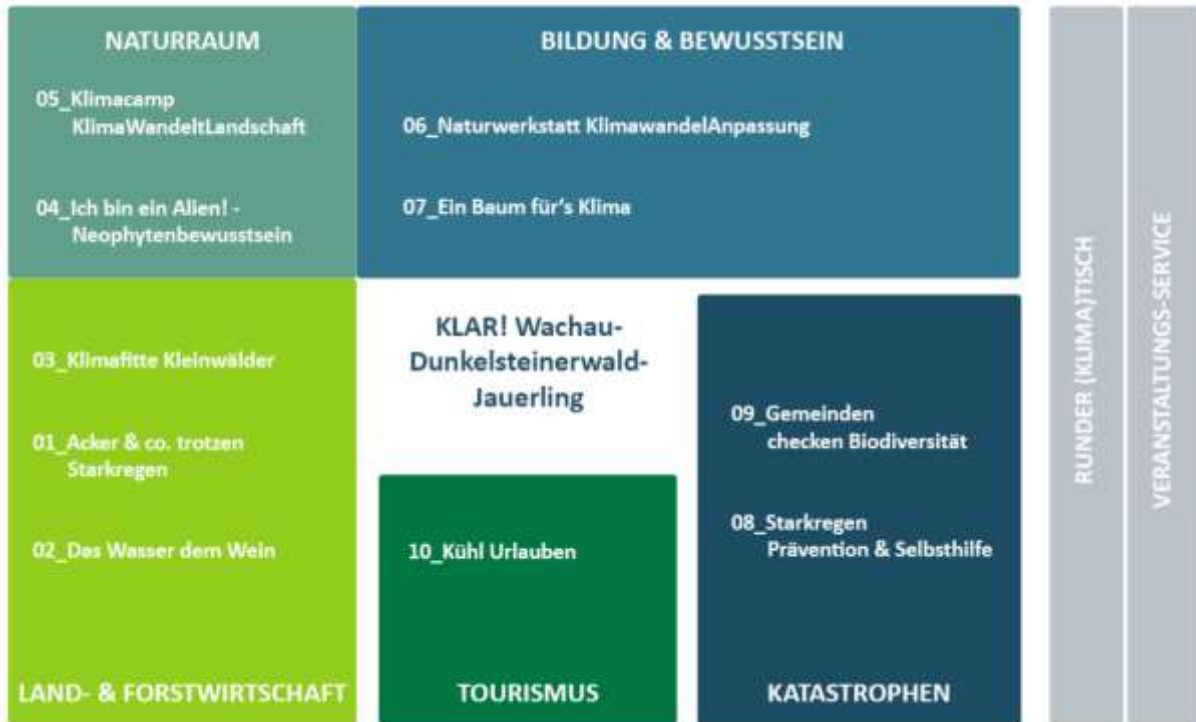 NATURRAUM
05_Klimacamp
KlimaWandeltLandschaft
04_Ich bin ein Alien! -
Neophytenbewusstsein
BILDUNG & BEWUSSTSEIN
06_Naturwerkstatt KlimawandelAnpassung
07_Ein Baum für's Klima
03_Klimafitte Kleinwälder
01_Acker & co. trotzen
Starkregen
02_Das Wasser dem Wein
LAND- & FORSTWIRTSCHAFT
KLAR! Wachau-
Dunkelsteinerwald-
Jauerling
10_Kühl Urlauben
TOURISMUS
09_Gemeinden
checken Biodiversität
08_Starkregen
Prävention & Selbsthilfe
KATASTROPHEN
RUNDER (KLIMA)TISCH
VERANSTALTUNGS-SERVICE